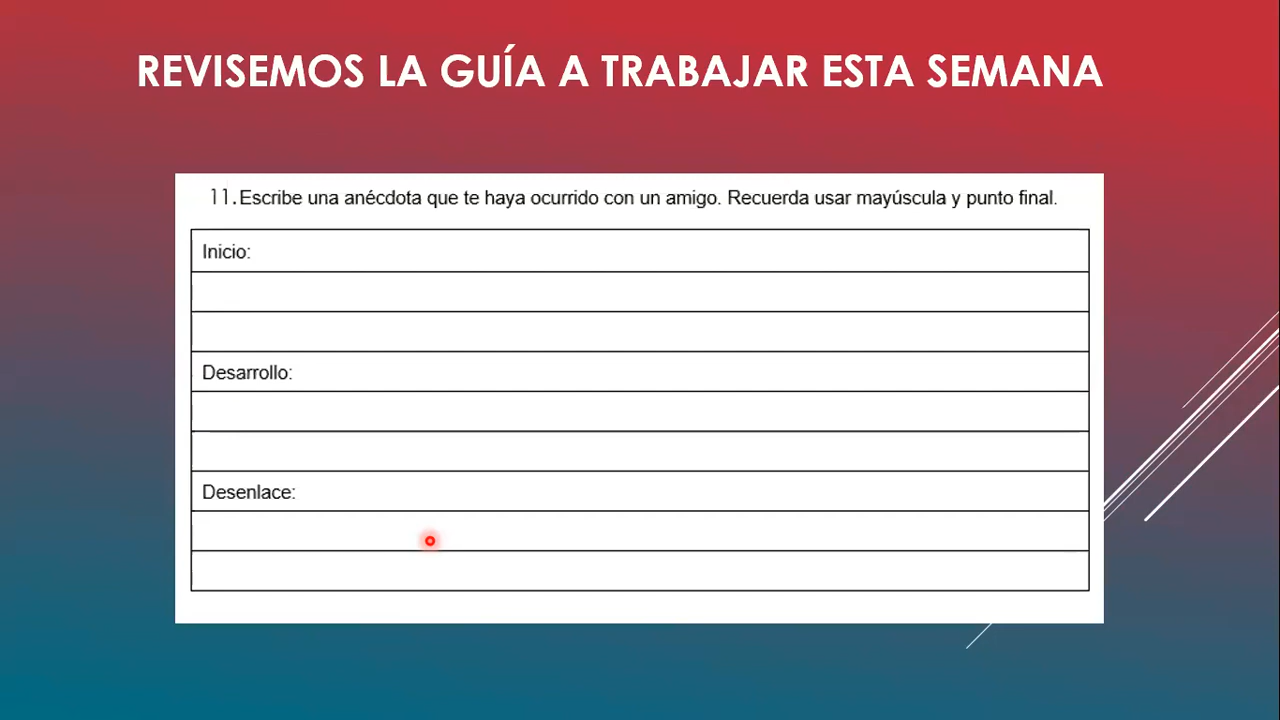 REVISEMOS LA GUÍA A TRABAJAR ESTA SEMANA
11. Escribe una anécdota que te haya ocurrido con un amigo. Recuerda usar mayúscula y punto final.
Inicio:
Desarrollo:
Desenlace: